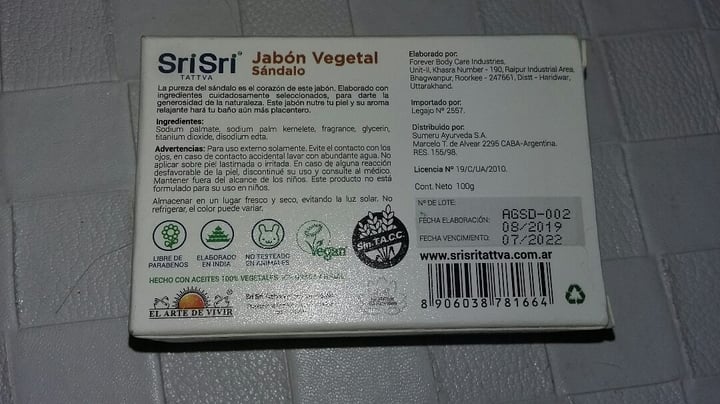 SriSri
TATTVA
Jabón Vegetal
Sándalo
La pureza del sándalo es el corazón de este jabón. Elaborado con
ingredientes cuidadosamente seleccionados, para darte la
generosidad de la naturaleza. Este jabón nutre tu piel y su aroma
relajante hará tu baño aún más placentero.
Ingredientes:
Sodium palmate, sodium palm kernelete, fragrance, glycerin,
titanium dioxide, disodium edta.
Advertencias: Para uso externo solamente. Evite el contacto con los
ojos, en caso de contacto accidental lavar con abundante agua. No
aplicar sobre piel lastimada o irritada. En caso de alguna reacción
desfavorable de la piel, discontinué su uso y consulte al médico.
Mantener fuera del alcance de los niños. Este producto no está
formulado para su uso en niños.
Almacenar en un lugar fresco y seco, evitando la luz solar. No
refrigerar, el color puede variar.
LIBRE DE
PARABENOS
ELABORADO
EN INDIA
NO TESTEADO
EN ANIMALES
Vegan
Sin T.A.C.C.
HECHO CON ACEITES 100% VEGETALES
EL ARTE DE VIVIR
Sri Sri
Elaborado por:
Forever Body Care Industries,
Unit-II, Khasra Number - 190, Raipur Industrial Area,
Bhagwanpur, Roorkee - 247661, Distt - Haridwar,
Uttarakhand.
Importado por:
Legajo N° 2557.
Distribuido por:
Sumeru Ayurveda S.A.
Marcelo T. de Alvear 2295 CABA-Argentina.
RES. 155/98.
Licencia N° 19/C/UA/2010.
Cont. Neto 100g
N° DE LOTE: AGSD-002
FECHA ELABORACIÓN: 08/2019
FECHA VENCIMIENTO: 07/2022
www.srisritattva.com.ar
8 906038 781664